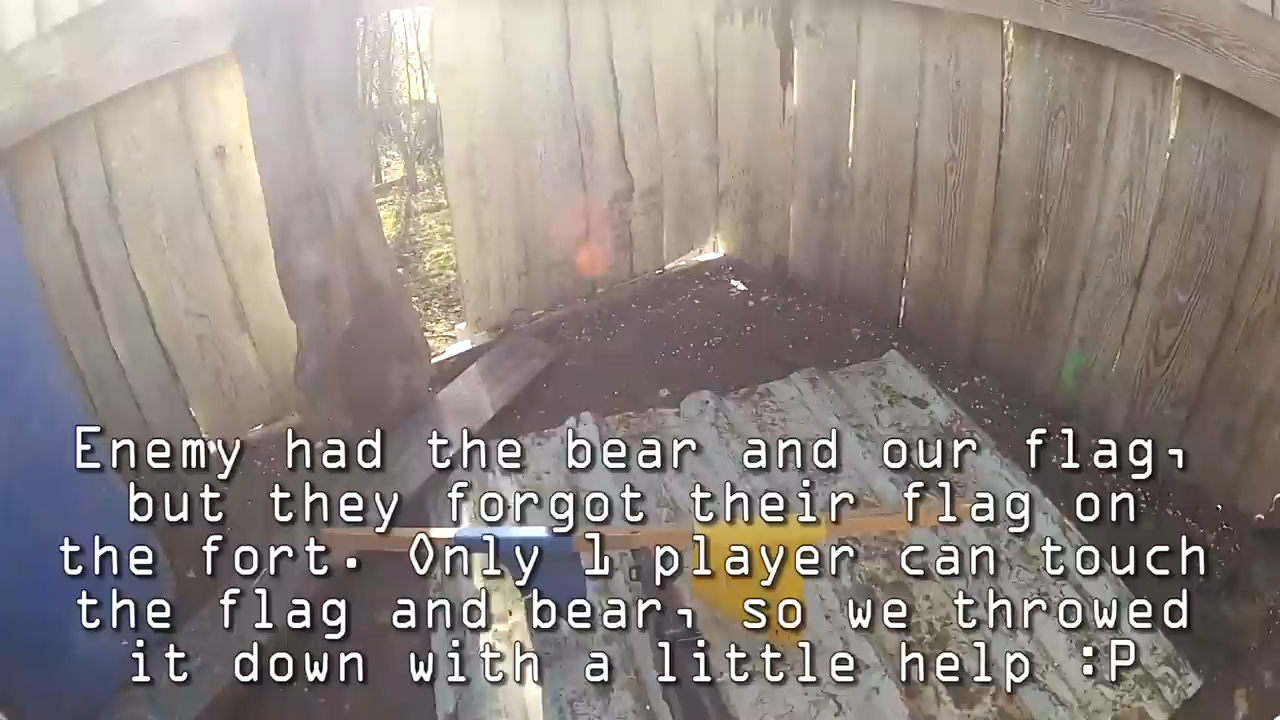 Enemy had the bear and our flag,
but they forgot their flag on
the fort. Only 1 player can touch
the flag and bear, so we throwed
it down with a little help :P